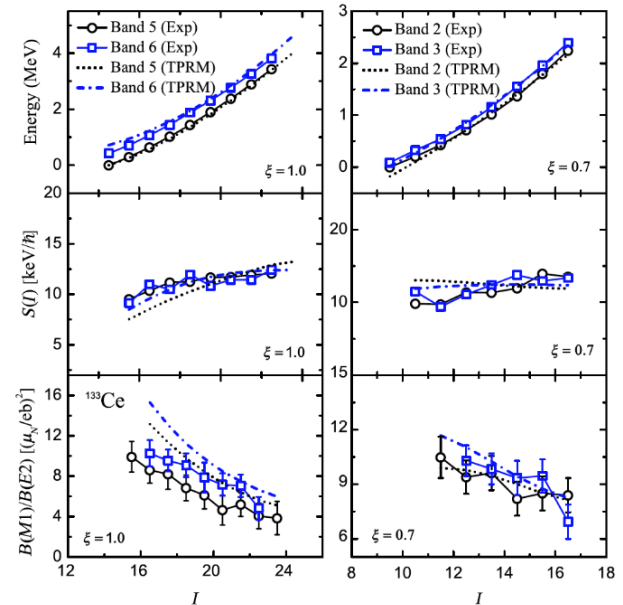 Energy (MeV)
4
2
0
Band 5 (Exp)
Band 6 (Exp)
Band 5 (TPRM)
Band 6 (TPRM)
ξ = 1.0
3
2
1
0
Band 2 (Exp)
Band 3 (Exp)
Band 2 (TPRM)
Band 3 (TPRM)
ξ = 0.7
S(I) [keV/ħ]
20
15
10
5
ξ = 1.0
20
10
ξ = 0.7
B(M1)/B(E2) [(μN/eb)²]
16
12
8
4
0
¹³³Ce
ξ = 1.0
15
12
9
6
ξ = 0.7
12
16
20
24
I
8
10
12
14
16
18
I